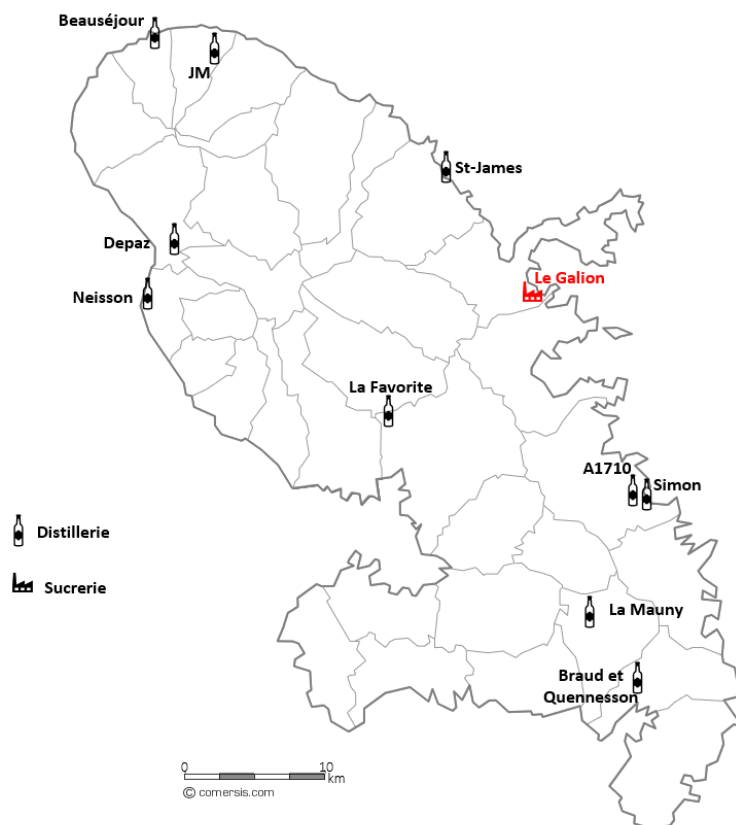 Beauséjour
JM
St-James
Depaz
Le Galion
Neisson
La Favorite
A1710
Simon
Distillerie
Sucrerie
La Mauny
Braud et
Quennesson
0 10
km
© comersis.com